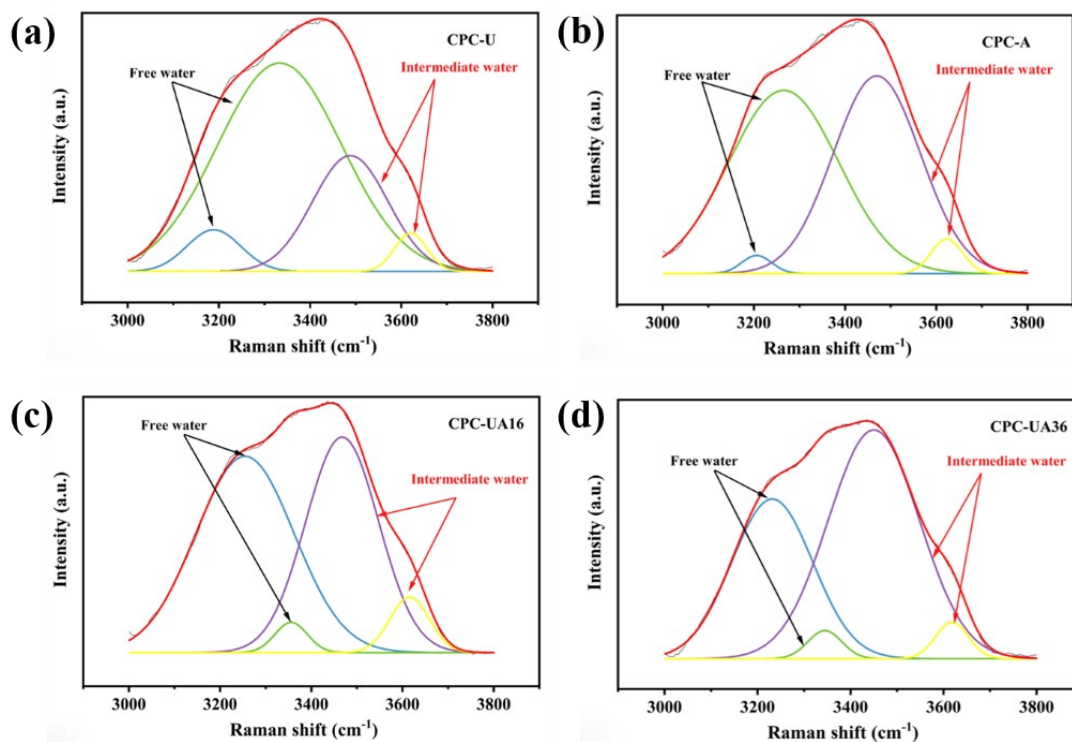 (a)
CPC-U
Free water
Intermediate water
Intensity (a.u.)
3000 3200 3400 3600 3800
Raman shift (cm⁻¹)
(b)
CPC-A
Free water
Intermediate water
Intensity (a.u.)
3000 3200 3400 3600 3800
Raman shift (cm⁻¹)
(c)
CPC-UA16
Free water
Intermediate water
Intensity (a.u.)
3000 3200 3400 3600 3800
Raman shift (cm⁻¹)
(d)
CPC-UA36
Free water
Intermediate water
Intensity (a.u.)
3000 3200 3400 3600 3800
Raman shift (cm⁻¹)